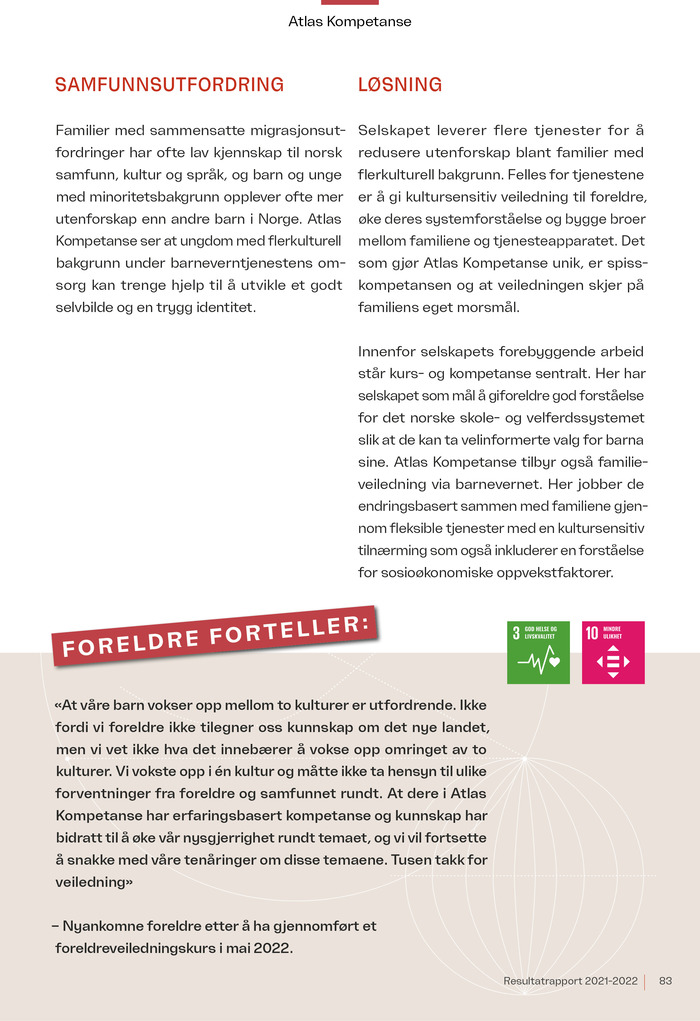 Atlas Kompetanse
SAMFUNNSUTFORDRING
Familier med sammensatte migrasjonsut-
fordringer har ofte lav kjennskap til norsk
samfunn, kultur og språk, og barn og unge
med minoritetsbakgrunn opplever ofte mer
utenforskap enn andre barn i Norge. Atlas
Kompetanse ser at ungdom med flerkulturell
bakgrunn under barneverntjenestens om-
sorg kan trenge hjelp til å utvikle et godt
selvbilde og en trygg identitet.
LØSNING
Selskapet leverer flere tjenester for å
redusere utenforskap blant familier med
flerkulturell bakgrunn. Felles for tjenestene
er å gi kultursensitiv veiledning til foreldre,
øke deres systemforståelse og bygge broer
mellom familiene og tjenesteapparatet. Det
som gjør Atlas Kompetanse unik, er spiss-
kompetansen og at veiledningen skjer på
familiens eget morsmål.
Innenfor selskapets forebyggende arbeid
står kurs- og kompetanse sentralt. Her har
selskapet som mål å giforeldre god forståelse
for det norske skole- og velferdssystemet
slik at de kan ta velinformerte valg for barna
sine. Atlas Kompetanse tilbyr også familie-
veiledning via barnevernet. Her jobber de
endringsbasert sammen med familiene gjen-
nom fleksible tjenester med en kultursensitiv
tilnærming som også inkluderer en forståelse
for sosioøkonomiske oppvekstfaktorer.
FORELDRE FORTELLER:
3 GOD HELSE OG
LIVSKVALITET
10 MINDRE
ULIKHET
«At våre barn vokser opp mellom to kulturer er utfordrende. Ikke
fordi vi foreldre ikke tilegner oss kunnskap om det nye landet,
men vi vet ikke hva det innebærer å vokse opp omringet av to
kulturer. Vi vokste opp i én kultur og måtte ikke ta hensyn til ulike
forventninger fra foreldre og samfunnet rundt. At dere i Atlas
Kompetanse har erfaringsbasert kompetanse og kunnskap har
bidratt til å øke vår nysgjerrighet rundt temaet, og vi vil fortsette
å snakke med våre tenåringer om disse temaene. Tusen takk for
veiledning»
– Nyankomne foreldre etter å ha gjennomført et
foreldreveiledningskurs i mai 2022.
Resultatrapport 2021-2022 83